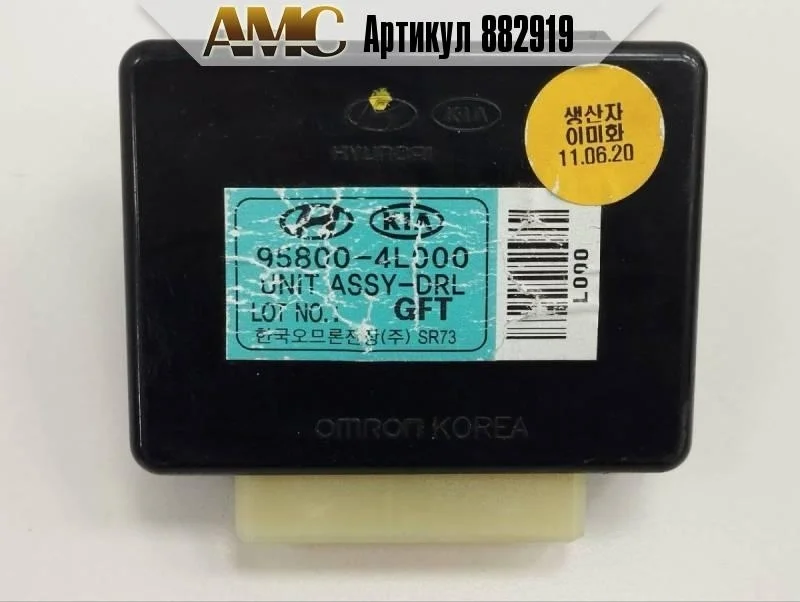 AMC Артикул 882919
KIA
HYUNDAI
생산자
이미화
11.06.20
KIA
95800-4L000
UNIT ASSY-DRL
LOT NO.: GFT
한국오므론전장(주) SR73
L000
OMRON KOREA